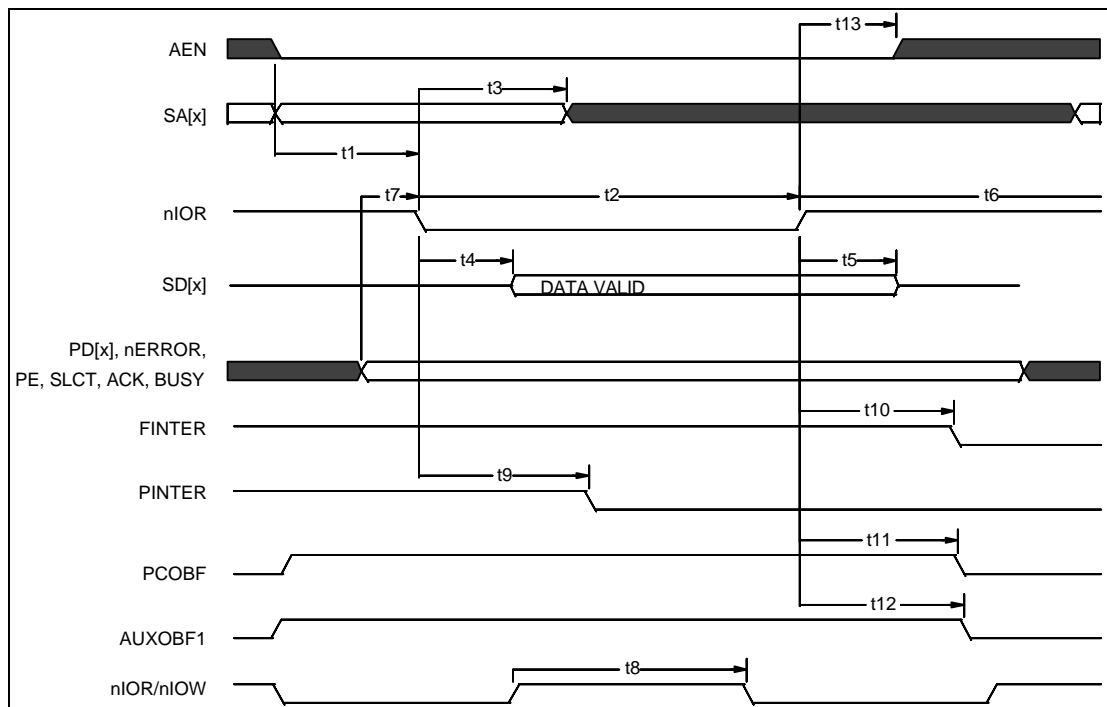 t13
AEN
t3
SA[x]
t1
t7
t2
t6
nIOR
t4
t5
SD[x]
DATA VALID
PD[x], nERROR,
PE, SLCT, ACK, BUSY
t10
FINTER
t9
PINTER
t11
PCOBF
t12
AUXOBF1
t8
nIOR/nIOW